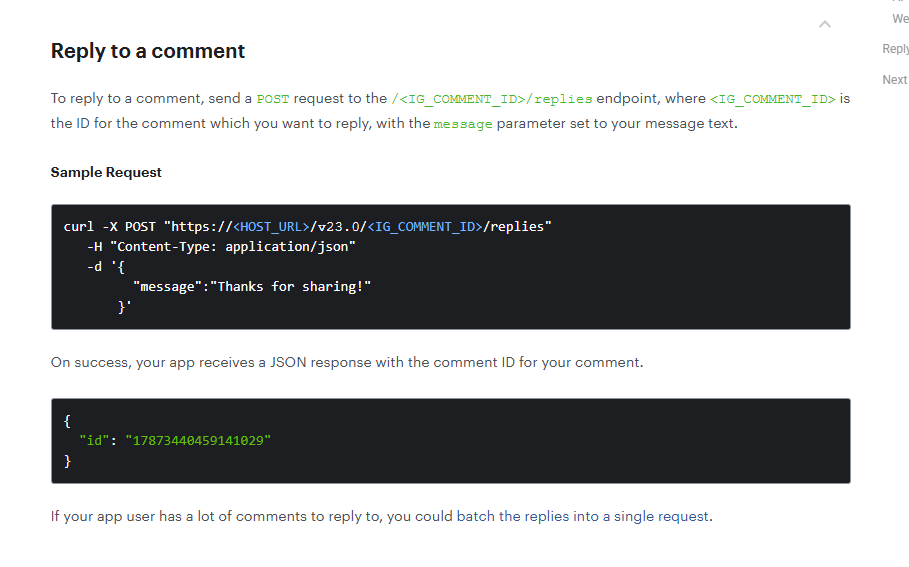 We
Reply to a comment
Reply
Next
To reply to a comment, send a POST request to the /<IG_COMMENT_ID>/replies endpoint, where <IG_COMMENT_ID> is
the ID for the comment which you want to reply, with the message parameter set to your message text.
Sample Request
curl -X POST "https://<HOST_URL>/v23.0/<IG_COMMENT_ID>/replies"
   -H "Content-Type: application/json"
   -d '{
         "message":"Thanks for sharing!"
       }'
On success, your app receives a JSON response with the comment ID for your comment.
{
  "id": "17873440459141029"
}
If your app user has a lot of comments to reply to, you could batch the replies into a single request.